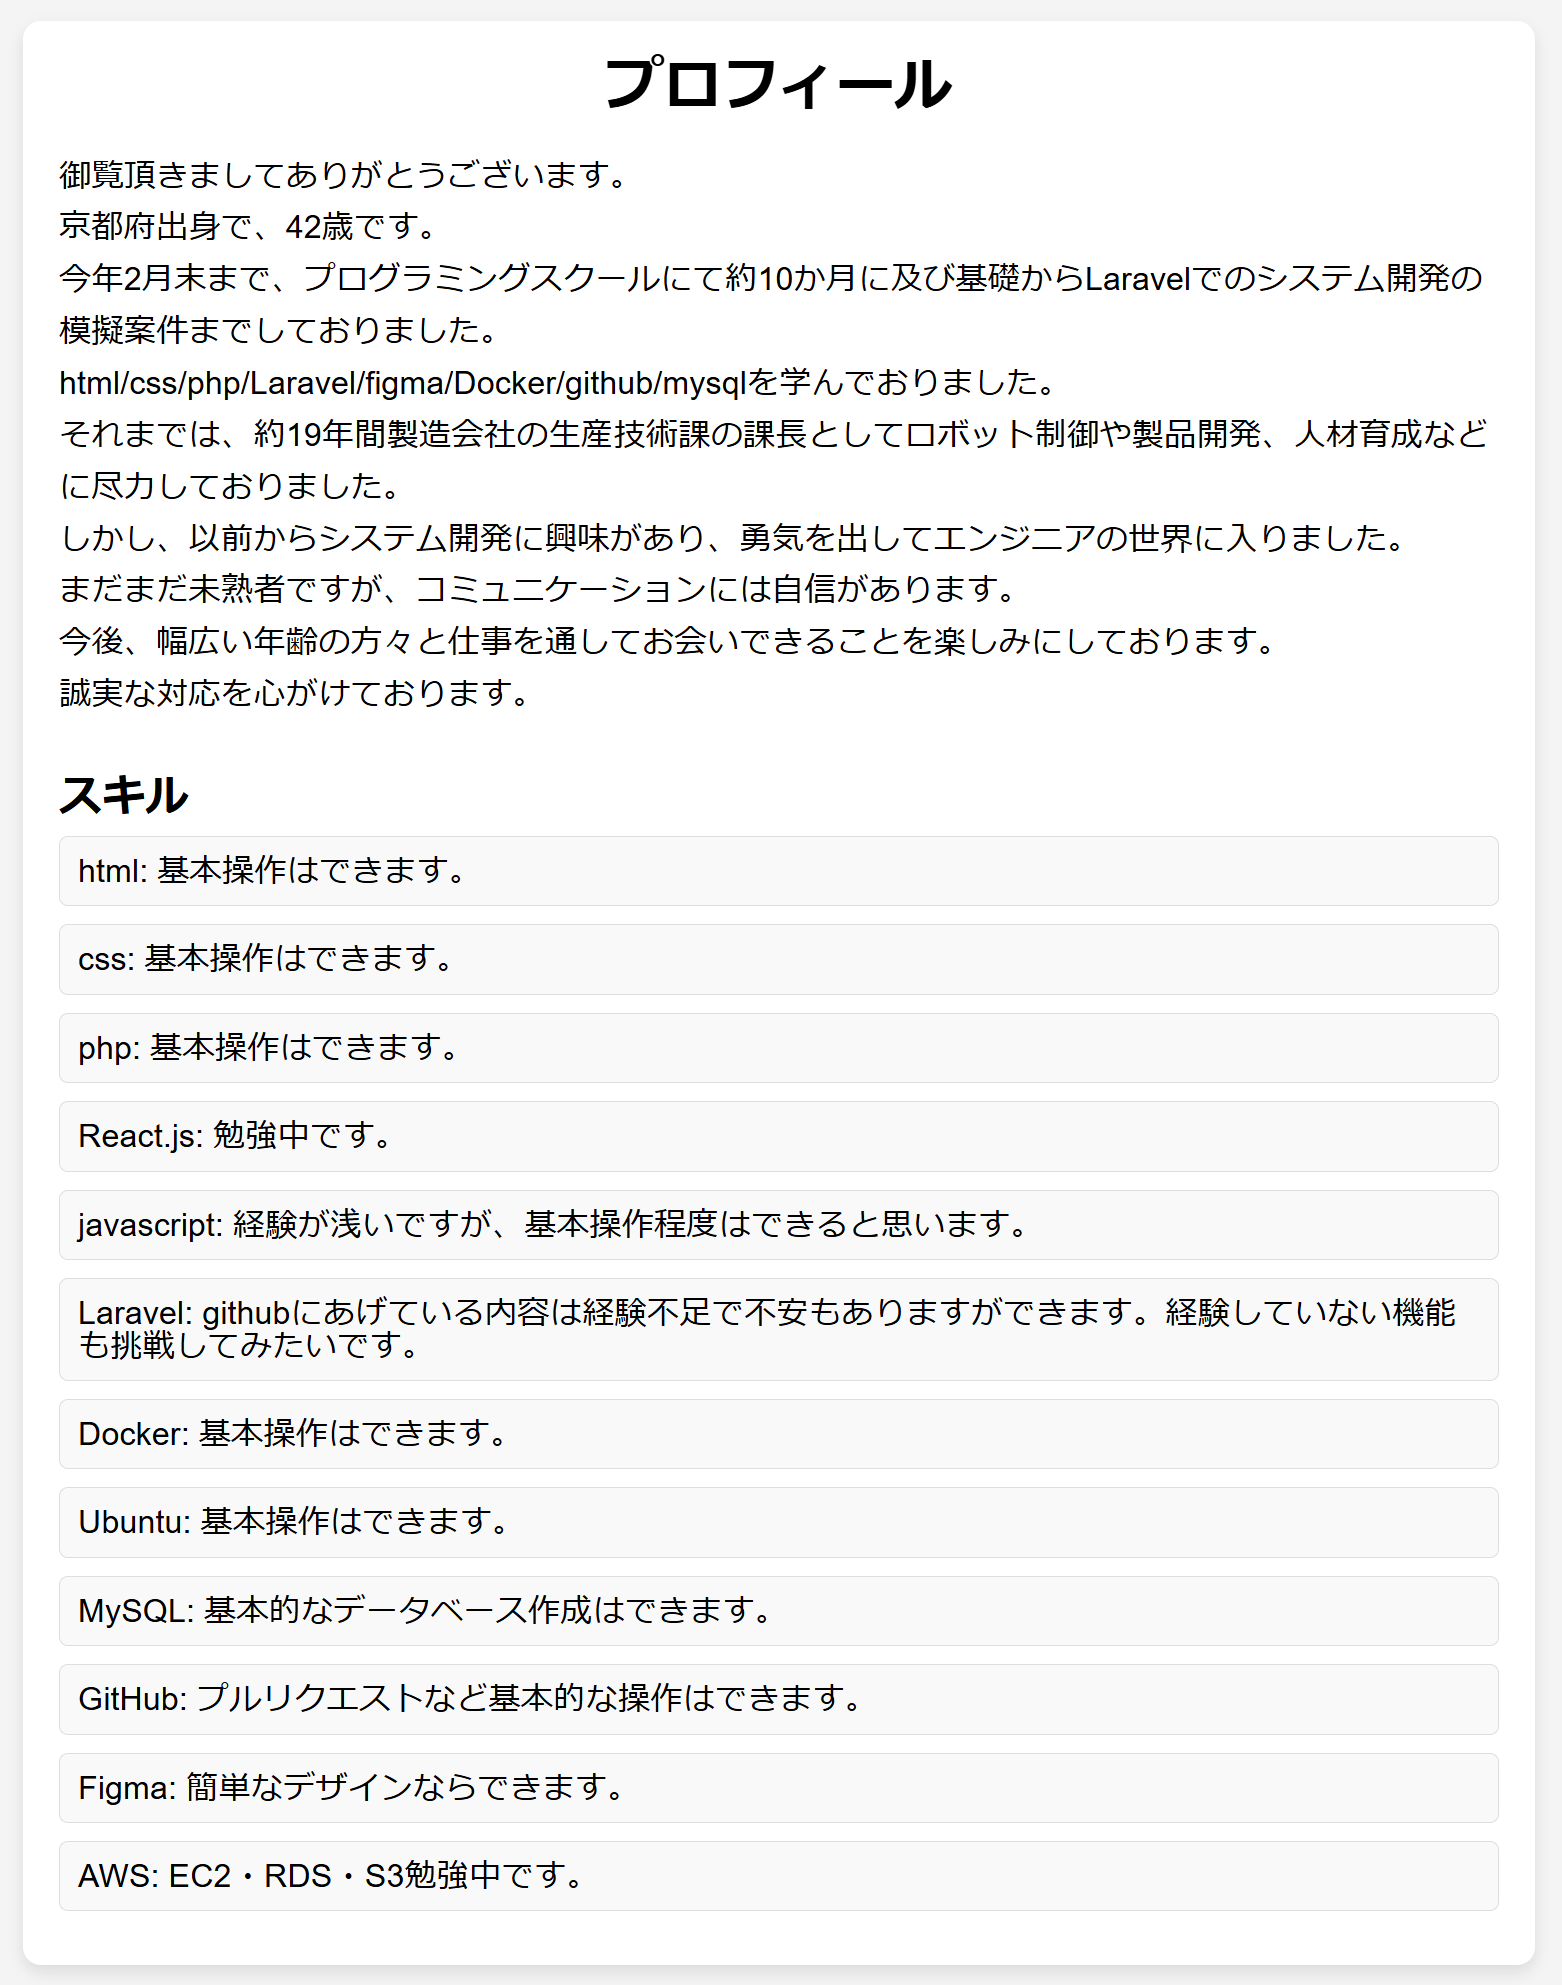 プロフィール
御覧頂きましてありがとうございます。
京都府出身で、42歳です。
今年2月末まで、プログラミングスクールにて約10か月に及び基礎からLaravelでのシステム開発の
模擬案件までしておりました。
html/css/php/Laravel/figma/Docker/github/mysqlを学んでおりました。
それまでは、約19年間製造会社の生産技術課の課長としてロボット制御や製品開発、人材育成など
に尽力しておりました。
しかし、以前からシステム開発に興味があり、勇気を出してエンジニアの世界に入りました。
まだまだ未熟者ですが、コミュニケーションには自信があります。
今後、幅広い年齢の方々と仕事を通してお会いできることを楽しみにしております。
誠実な対応を心がけております。
スキル
html: 基本操作はできます。
css: 基本操作はできます。
php: 基本操作はできます。
React.js: 勉強中です。
javascript: 経験が浅いですが、基本操作程度はできると思います。
Laravel: githubにあげている内容は経験不足で不安もありますができます。経験していない機能
も挑戦してみたいです。
Docker: 基本操作はできます。
Ubuntu: 基本操作はできます。
MySQL: 基本的なデータベース作成はできます。
GitHub: プルリクエストなど基本的な操作はできます。
Figma: 簡単なデザインならできます。
AWS: EC2・RDS・S3勉強中です。